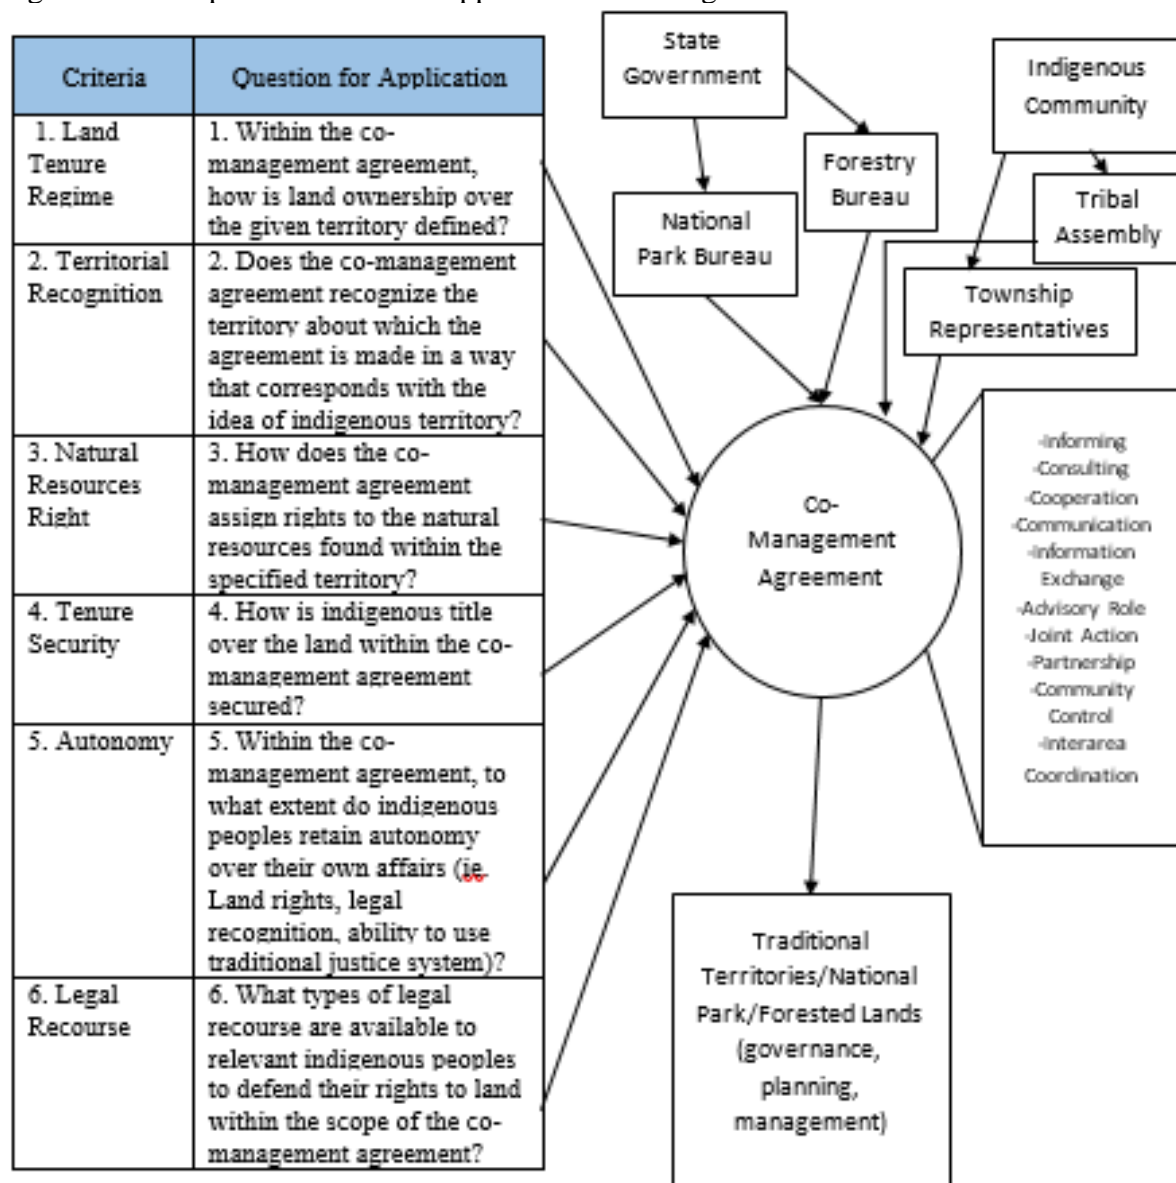 Criteria
Question for Application
1. Land
Tenure
Regime
1. Within the co-
management agreement,
how is land ownership over
the given territory defined?
2. Territorial
Recognition
2. Does the co-management
agreement recognize the
territory about which the
agreement is made in a way
that corresponds with the
idea of indigenous territory?
3. Natural
Resources
Right
3. How does the co-
management agreement
assign rights to the natural
resources found within the
specified territory?
4. Tenure
Security
4. How is indigenous title
over the land within the co-
management agreement
secured?
5. Autonomy
5. Within the co-
management agreement, to
what extent do indigenous
peoples retain autonomy
over their own affairs (ie.
Land rights, legal
recognition, ability to use
traditional justice system)?
6. Legal
Recourse
6. What types of legal
recourse are available to
relevant indigenous peoples
to defend their rights to land
within the scope of the co-
management agreement?
State
Government
Indigenous
Community
Forestry
Bureau
National
Park Bureau
Tribal
Assembly
Township
Representatives
Co-
Management
Agreement
-Informing
-Consulting
-Cooperation
-Communication
-Information
Exchange
-Advisory Role
-Joint Action
-Partnership
-Community
Control
-Interarea
Coordination
Traditional
Territories/National
Park/Forested Lands
(governance,
planning,
management)